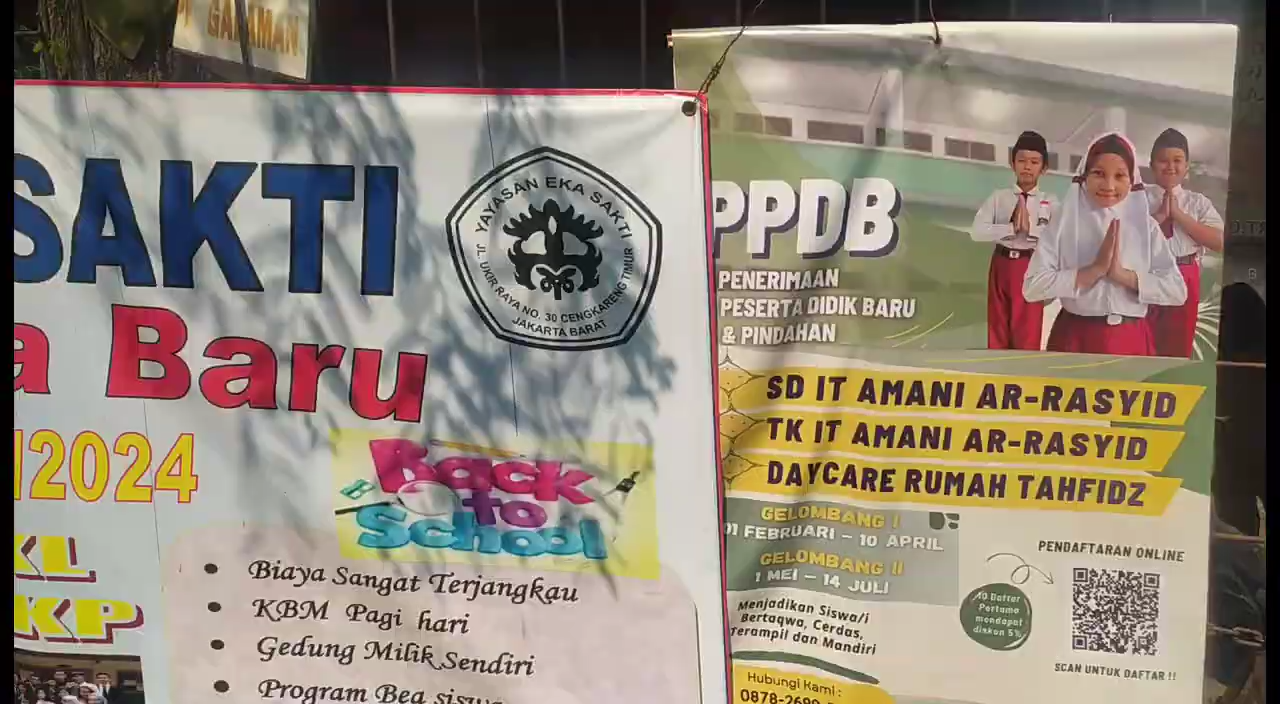 GALAKMAN
SAKTI
a Baru
2024
KL
KP
YAYASAN EKA SAKTI
JL. UKIR RAYA NO. 30 CENGKARENG TIMUR
JAKARTA BARAT
Back
to
School
• Biaya Sangat Terjangkau
• KBM Pagi hari
• Gedung Milik Sendiri
• Program Bea sisw
PPDB
PENERIMAAN
PESERTA DIDIK BARU
& PINDAHAN
SD IT AMANI AR-RASYID
TK IT AMANI AR-RASYID
DAYCARE RUMAH TAHFIDZ
GELOMBANG I
01 FEBRUARI – 10 APRIL
GELOMBANG II
1 MEI – 14 JULI
Menjadikan Siswa/i
Bertaqwa, Cerdas,
Terampil dan Mandiri
Hubungi Kami :
0878-2699
PENDAFTARAN ONLINE
10 Daftar
Pertama
mendapat
diskon 5%
SCAN UNTUK DAFTAR !!